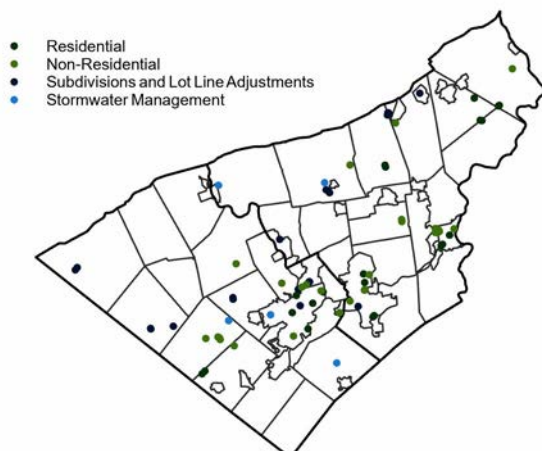 Residential
Non-Residential
Subdivisions and Lot Line Adjustments
Stormwater Management